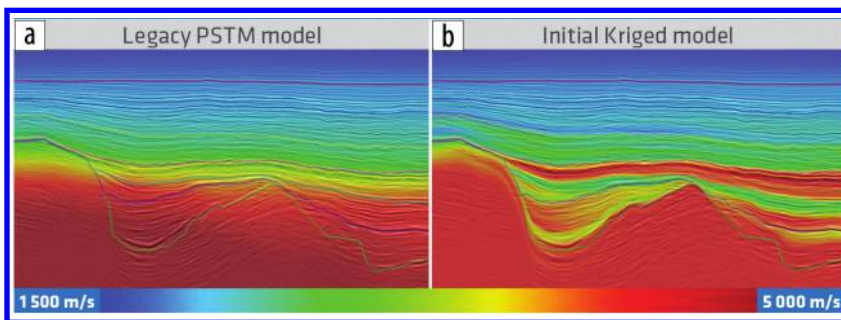 a Legacy PSTM model
b Initial Kriged model
1 500 m/s 5 000 m/s